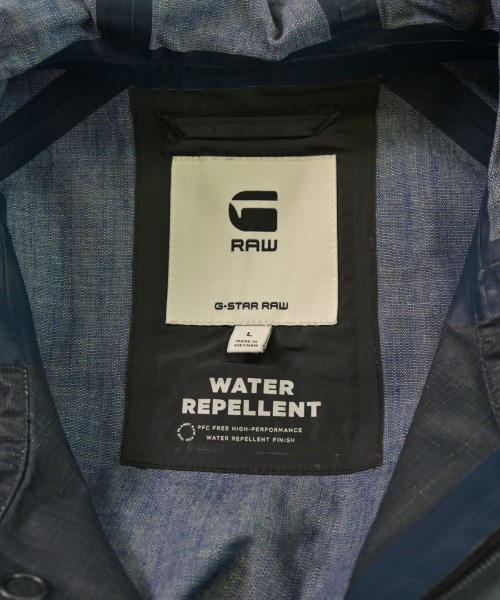 G
RAW
G-STAR RAW
L
MADE IN
VIETNAM
WATER
REPELLENT
PFC FREE HIGH-PERFORMANCE
WATER REPELLENT FINISH